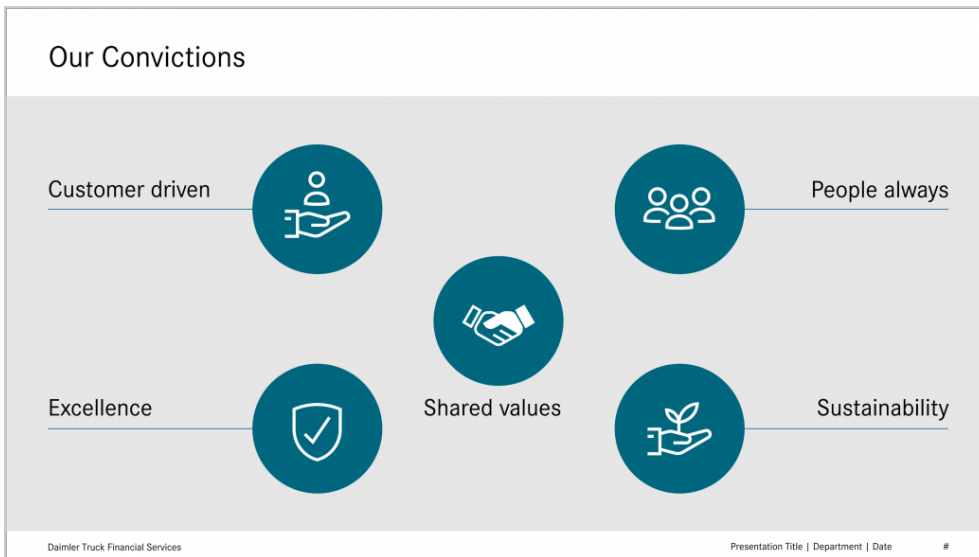 Our Convictions
Customer driven
People always
Excellence
Shared values
Sustainability
Daimler Truck Financial Services
Presentation Title | Department | Date #